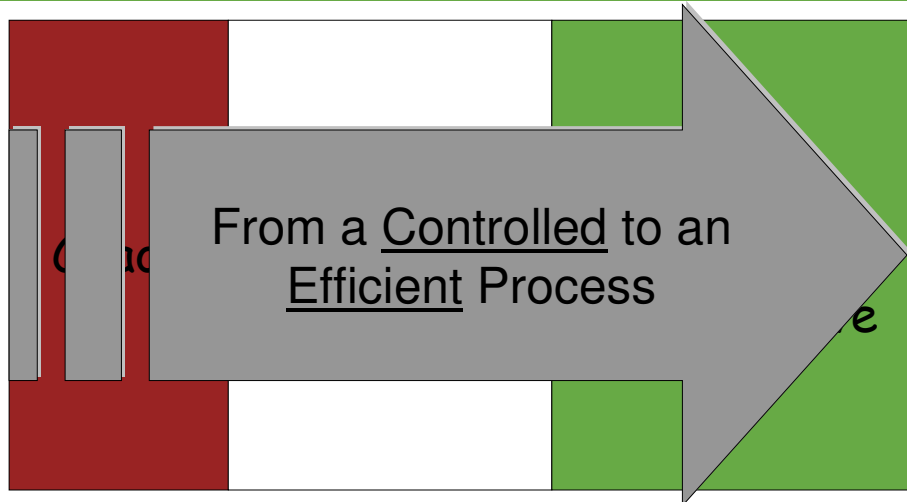 From a Controlled to an
Efficient Process